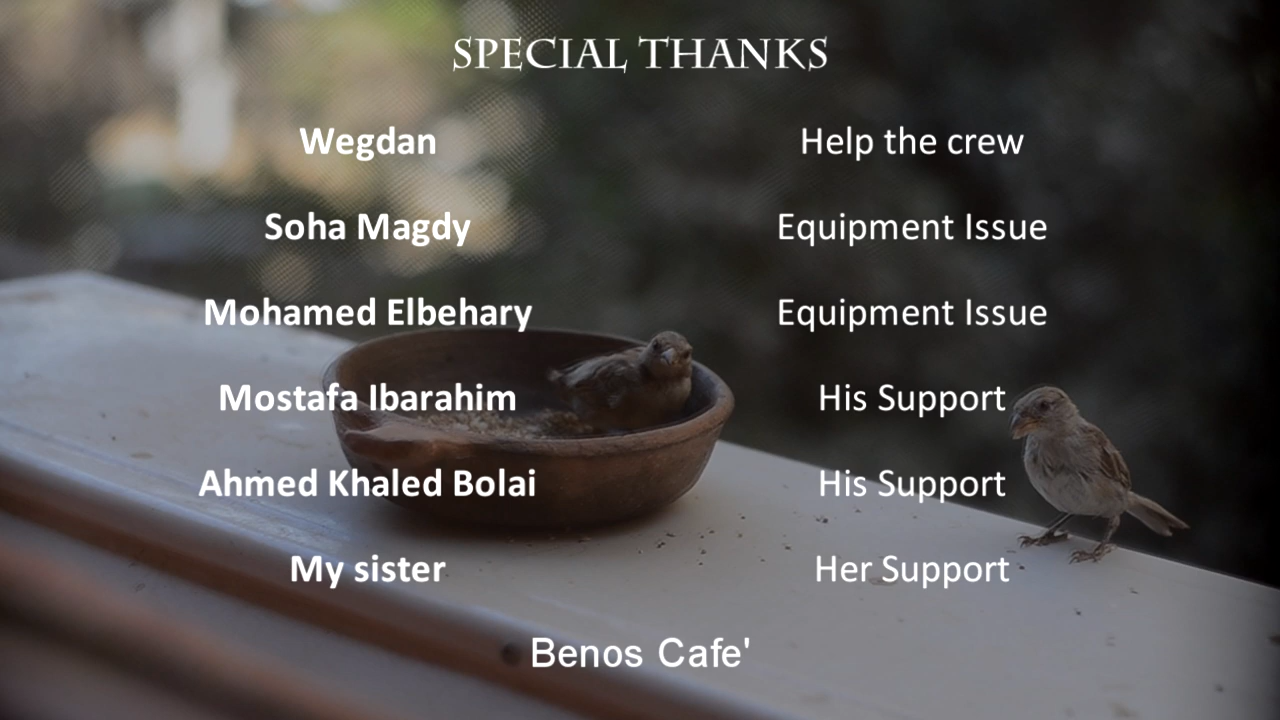 SPECIAL THANKS
Wegdan Help the crew
Soha Magdy Equipment Issue
Mohamed Elbehary Equipment Issue
Mostafa Ibarahim His Support
Ahmed Khaled Bolai His Support
My sister Her Support
Benos Cafe'